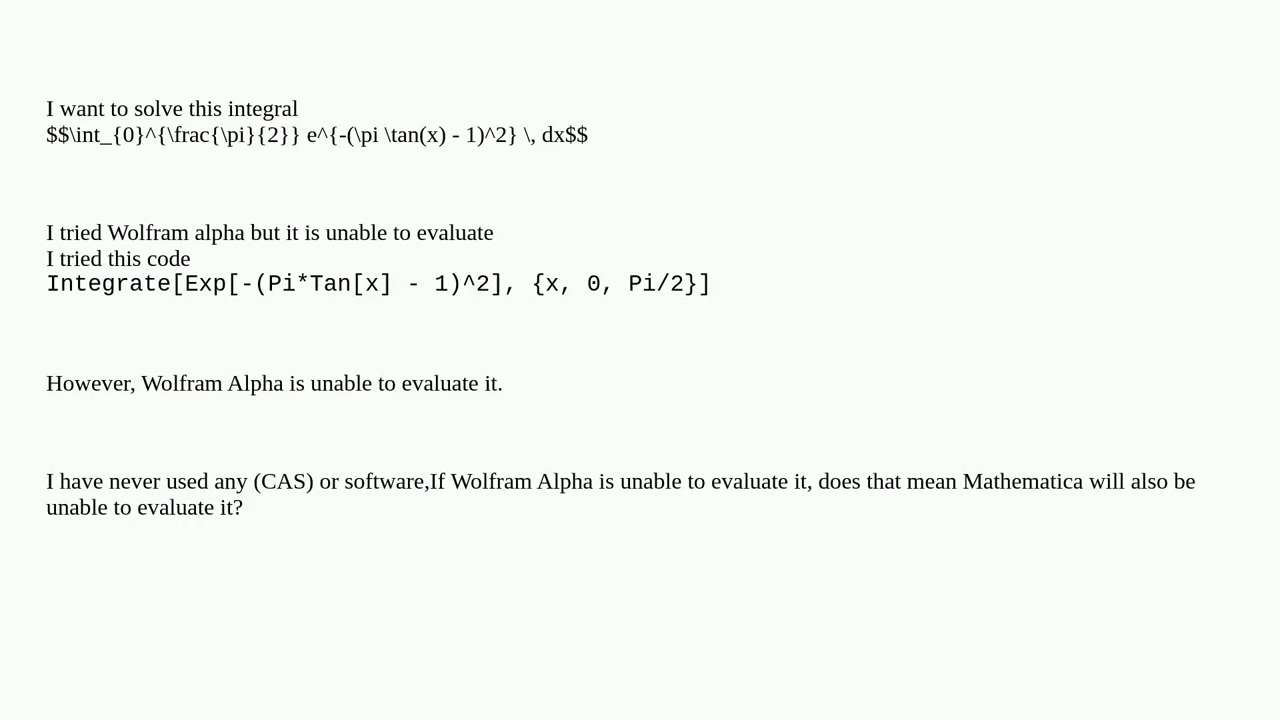 I want to solve this integral
$$\int_{0}^{\frac{\pi}{2}} e^{-(\pi \tan(x) - 1)^2} \, dx$$
I tried Wolfram alpha but it is unable to evaluate
I tried this code
Integrate[Exp[-(Pi*Tan[x] - 1)^2], {x, 0, Pi/2}]
However, Wolfram Alpha is unable to evaluate it.
I have never used any (CAS) or software,If Wolfram Alpha is unable to evaluate it, does that mean Mathematica will also be
unable to evaluate it?